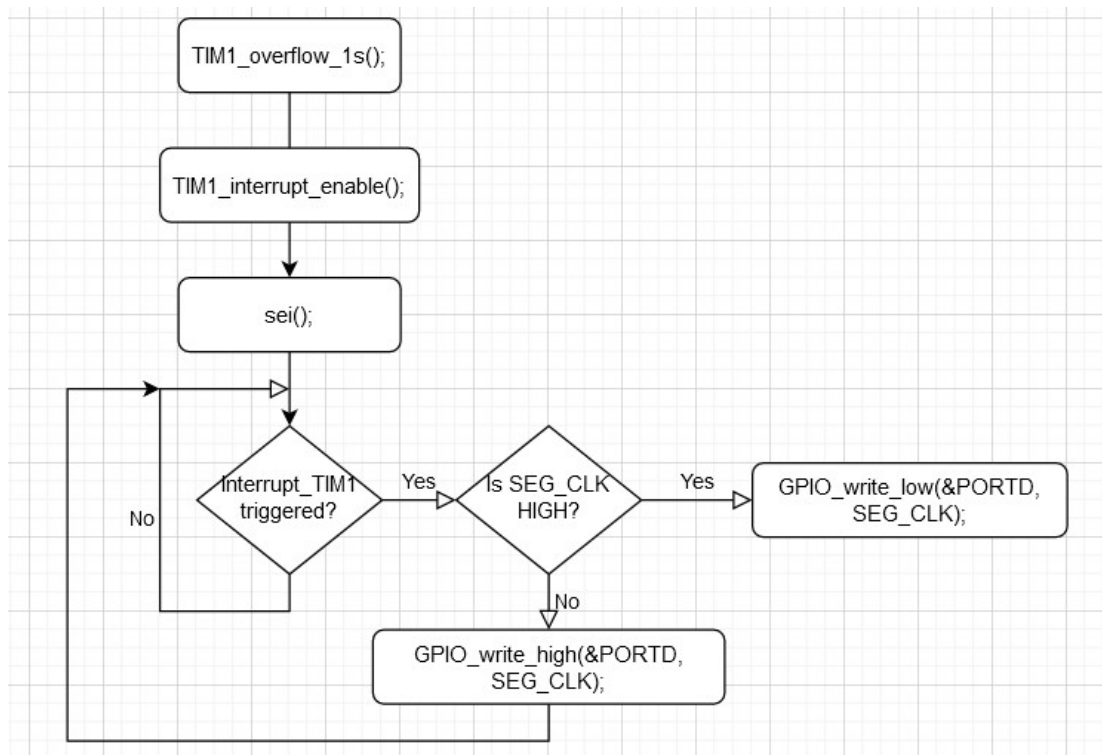 TIM1_overflow_1s();
TIM1_interrupt_enable();
sei();
Interrupt_TIM1
triggered?
Yes
Is SEG_CLK
HIGH?
Yes
GPIO_write_low(&PORTD,
SEG_CLK);
No
No
GPIO_write_high(&PORTD,
SEG_CLK);